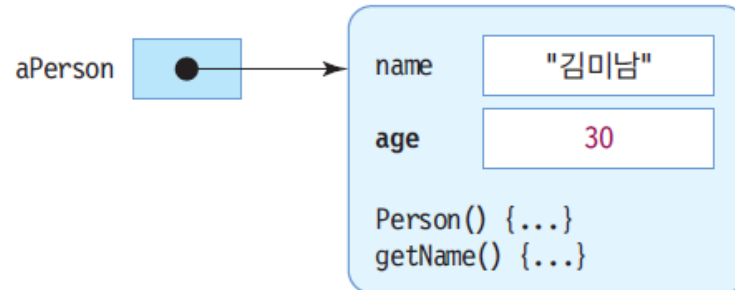 aPerson
name "김미남"
age 30
Person() {...}
getName() {...}